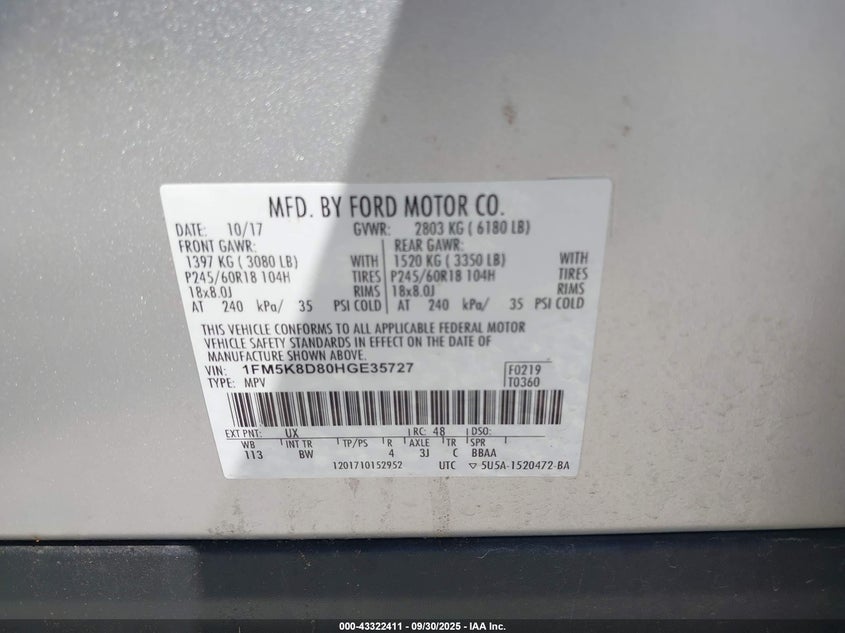 MFD. BY FORD MOTOR CO.
DATE: 10/17 GVWR: 2803 KG ( 6180 LB)
FRONT GAWR: REAR GAWR:
1397 KG ( 3080 LB) WITH 1520 KG ( 3350 LB) WITH
P245/60R18 104H TIRES P245/60R18 104H TIRES
18x8.0J RIMS 18x8.0J RIMS
AT 240 kPa/ 35 PSI COLD AT 240 kPa/ 35 PSI COLD
THIS VEHICLE CONFORMS TO ALL APPLICABLE FEDERAL MOTOR
VEHICLE SAFETY STANDARDS IN EFFECT ON THE DATE OF
MANUFACTURE SHOWN ABOVE.
VIN: 1FM5K8D80HGE35727 F0219
TYPE: MPV T0360
EXT PNT: UX RC: 48 DSO:
WB INT TR TP/PS R AXLE TR SPR
113 BW 4 3J C BBAA
1201710152952 UTC ▽ 5U5A-1520472-BA
000-43322411 - 09/30/2025 - IAA Inc.